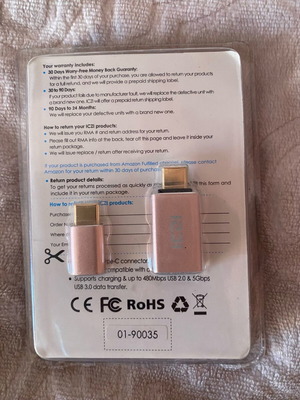 Your warranty includes:
• 30 Days Worry-Free Money Back Guaranty:
Within the first 30 days of your purchase, you are allowed to return your products
for a full refund, and we will provide a prepaid shipping label.
• 30 to 90 Days:
If your product fails due to manufacturer fault, we will replace the defective unit with
a brand new one. ICZI will offer a prepaid return shipping label.
• 90 Days to 24 Months:
We will replace your defective units with a brand new one.
How to return your ICZI products:
• We will issue you RMA # and return address for your return.
• Please fill out RMA info at the back, tear off this page and leave it inside your
return package.
• We will issue replace / return offer after receiving your return.
If your product is purchased from Amazon Fulfilled
please contact
Amazon for your return within 30 days of purchase.
• Return product details:
To get your returns processed as quickly as
this form and
include it in your package.
How to return your ICZI products:
Purchase
Order
Your Em
pe-C connector
compatible with
Supports charging & up to 480Mbps USB 2.0 & 5Gbps
USB 3.0 data transfer.
CE FC RoHS
01-90035